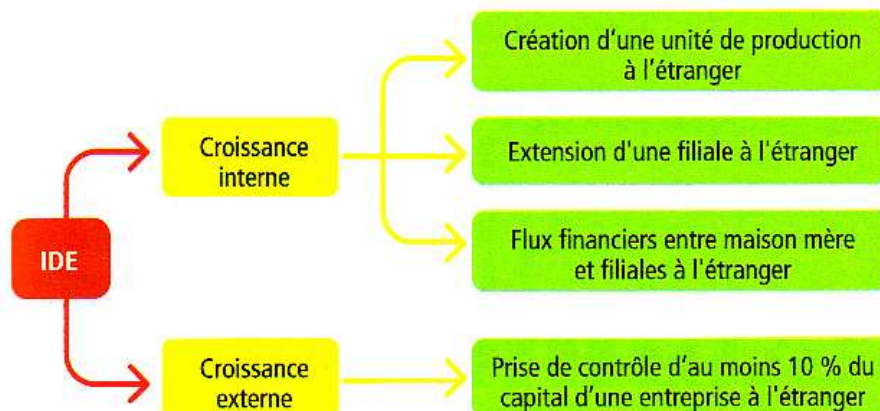 IDE
Croissance
interne
Création d’une unité de production
à l’étranger
Extension d'une filiale à l'étranger
Flux financiers entre maison mère
et filiales à l'étranger
Croissance
externe
Prise de contrôle d’au moins 10 % du
capital d’une entreprise à l'étranger